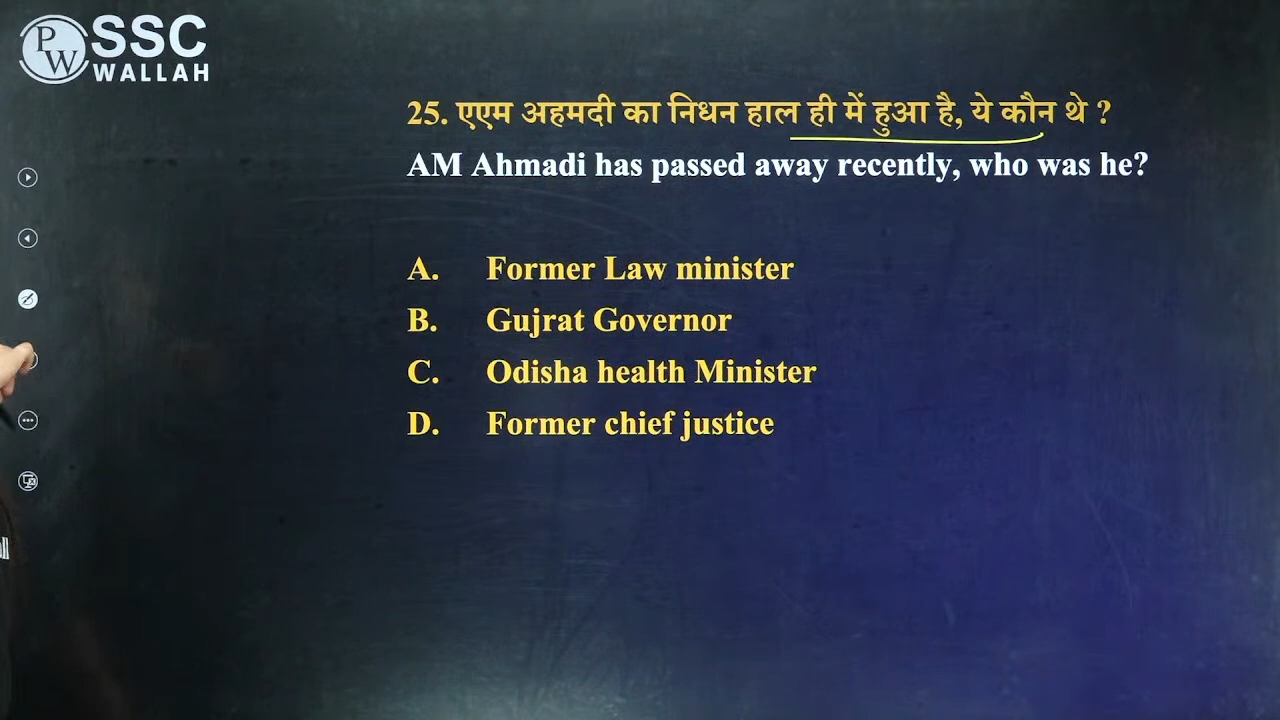 PW SSC
WALLAH
25. एएम अहमदी का निधन हाल ही में हुआ है, ये कौन थे ?
AM Ahmadi has passed away recently, who was he?
A. Former Law minister
B. Gujrat Governor
C. Odisha health Minister
D. Former chief justice